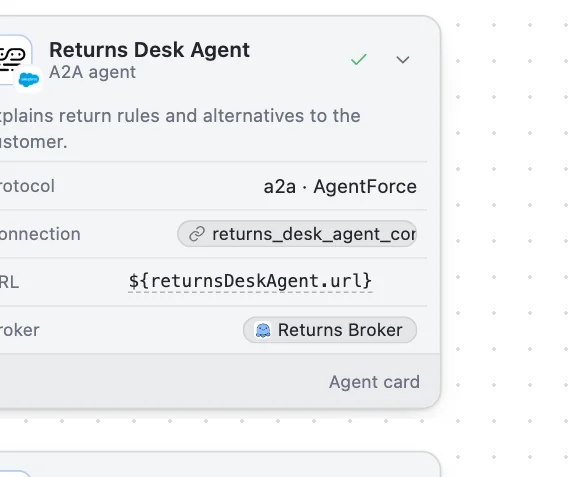 Returns Desk Agent
A2A agent
xplains return rules and alternatives to the
ustomer.
rotocol a2a · AgentForce
onnection returns_desk_agent_cor
RL ${returnsDeskAgent.url}
roker Returns Broker
Agent card